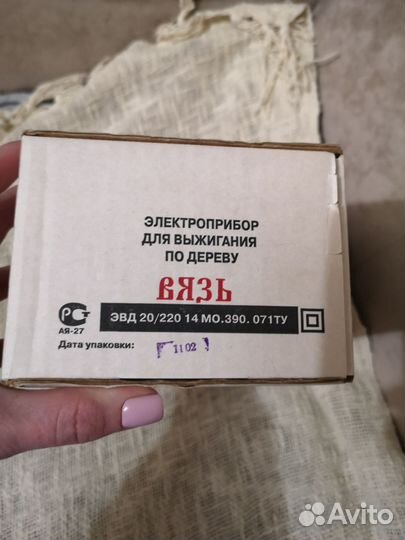 ЭЛЕКТРОПРИБОР
ДЛЯ ВЫЖИГАНИЯ
ПО ДЕРЕВУ
ВЯЗЬ
ЭВД 20/220 14 МО.390. 071ТУ
РСТ
АЯ-27
Дата упаковки: 1102
Avito